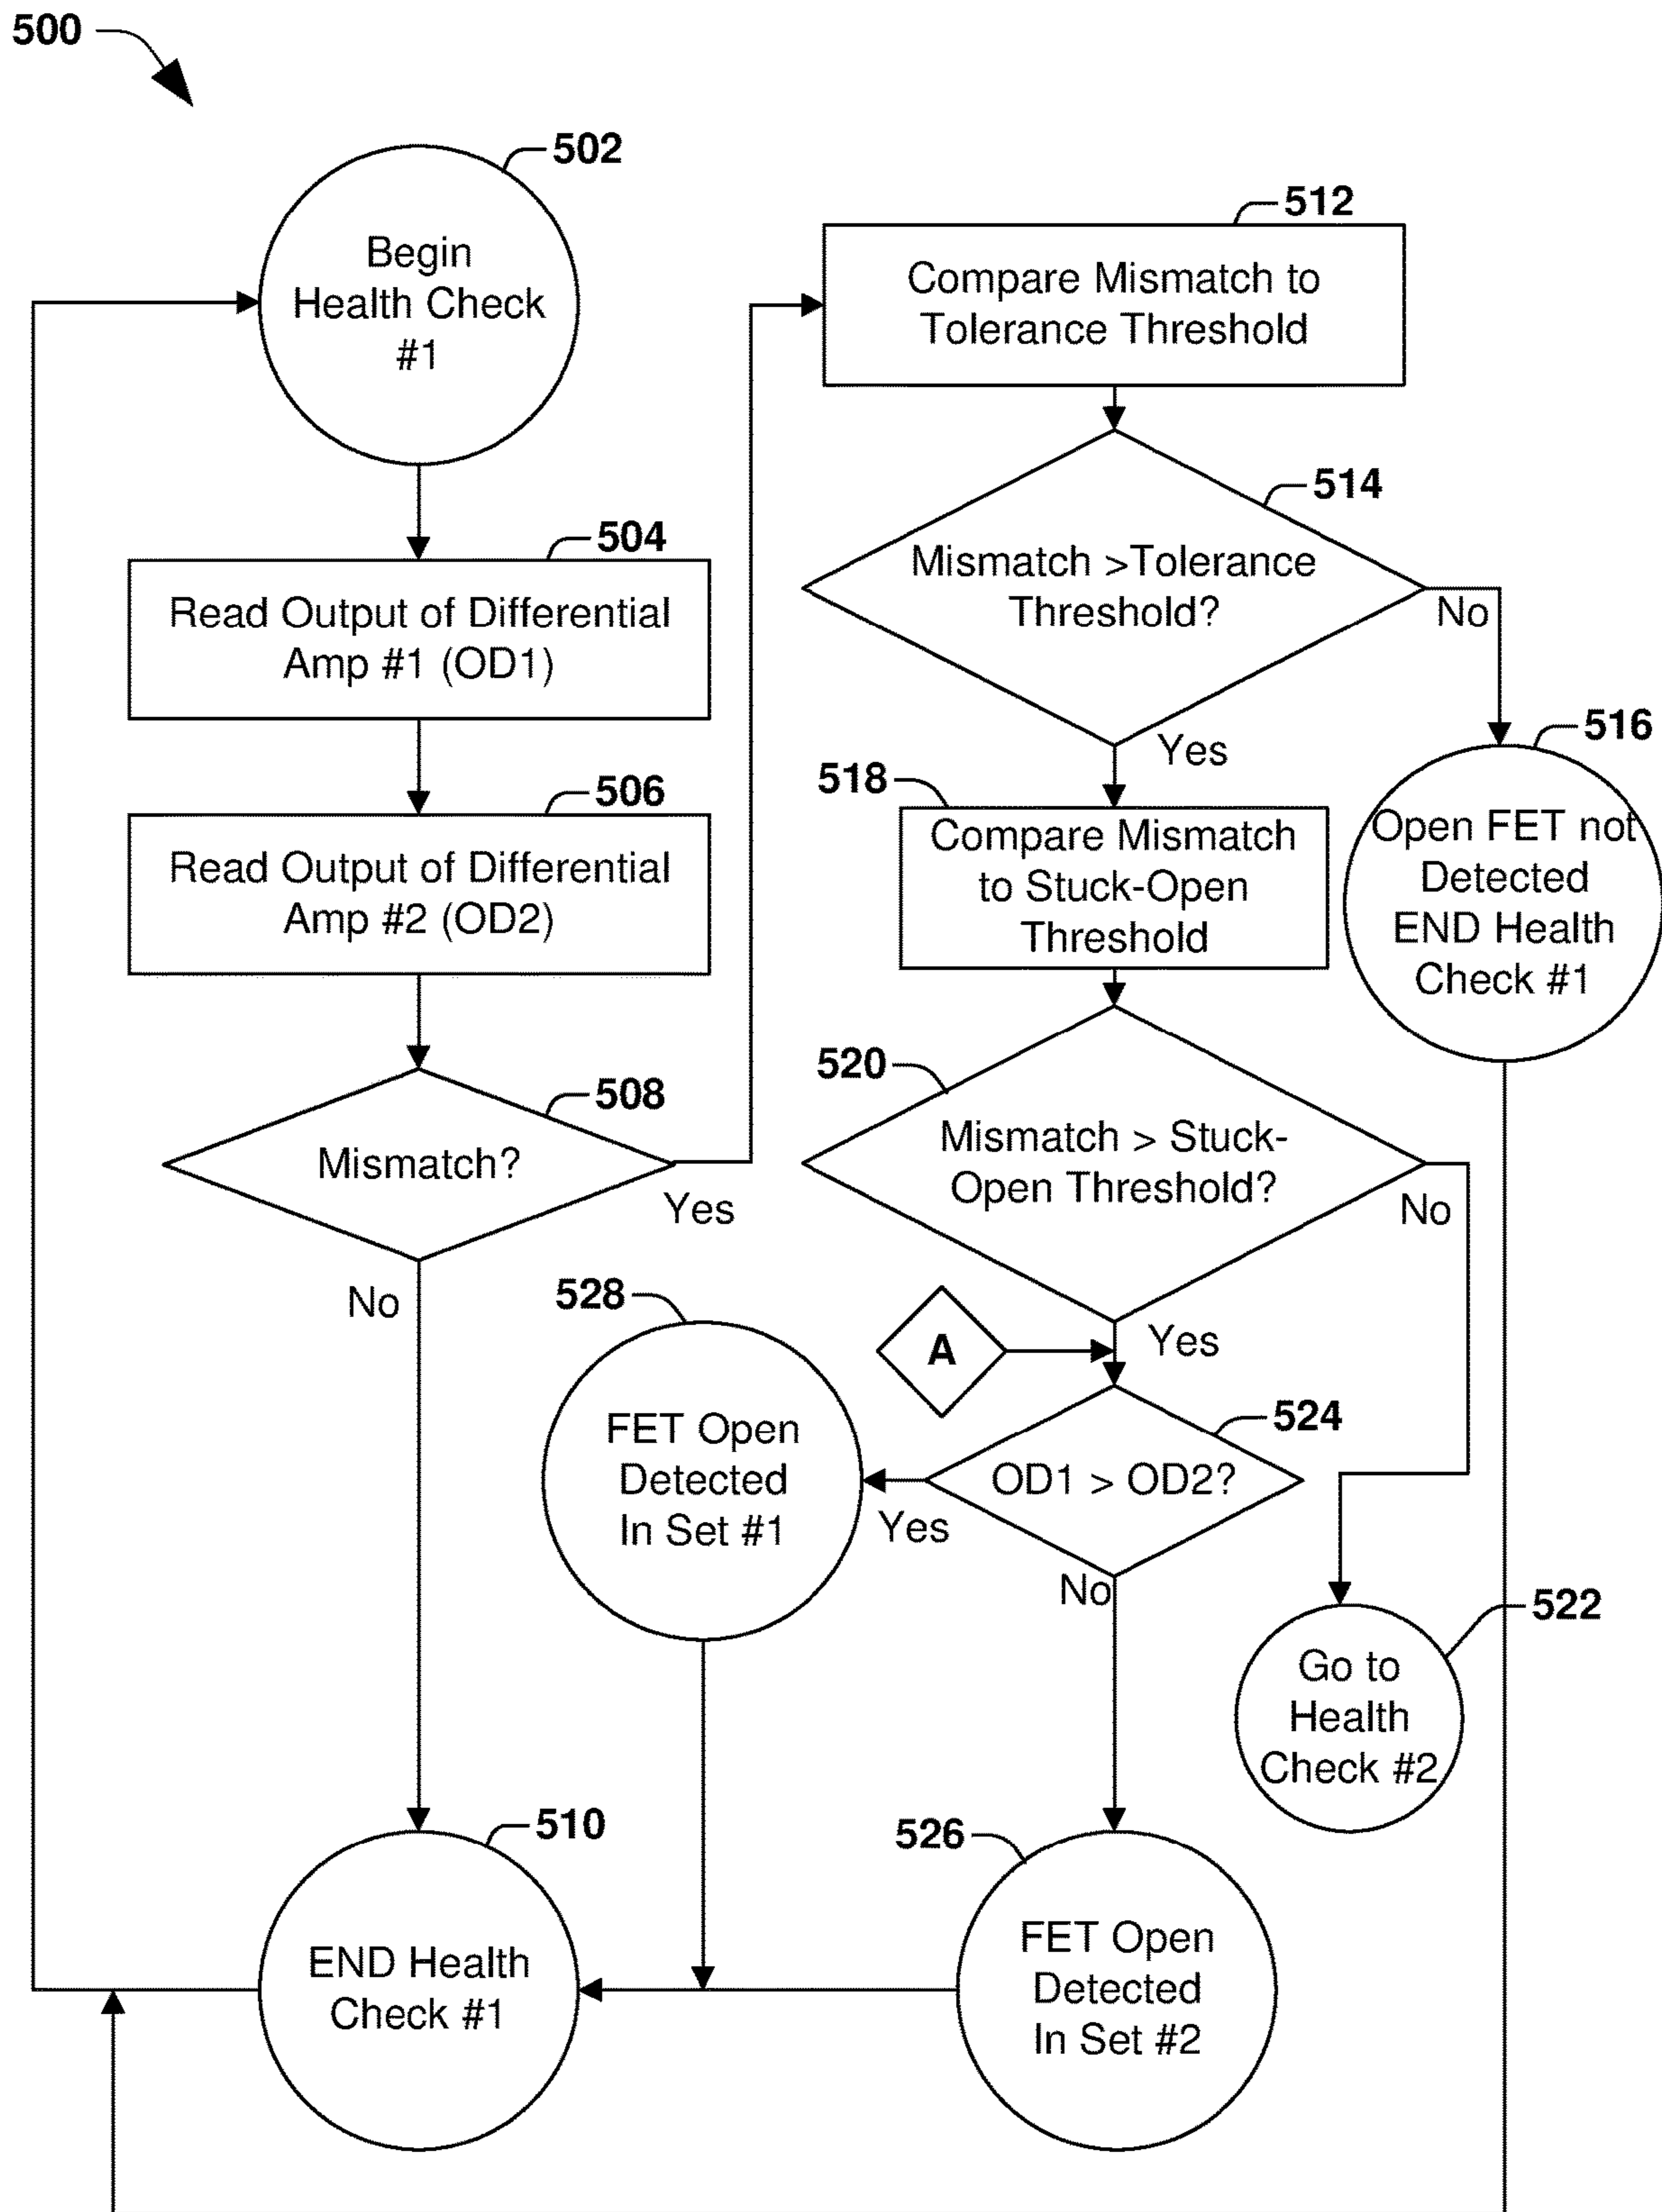 500
502
Begin
Health Check
#1
504
Read Output of Differential
Amp #1 (OD1)
506
Read Output of Differential
Amp #2 (OD2)
508
Mismatch?
Yes
No
510
END Health
Check #1
512
Compare Mismatch to
Tolerance Threshold
514
Mismatch >Tolerance
Threshold?
No
Yes
516
Open FET not
Detected
END Health
Check #1
518
Compare Mismatch
to Stuck-Open
Threshold
520
Mismatch > Stuck-
Open Threshold?
No
Yes
A
522
Go to
Health
Check #2
524
OD1 > OD2?
Yes
No
526
FET Open
Detected
In Set #2
528
FET Open
Detected
In Set #1